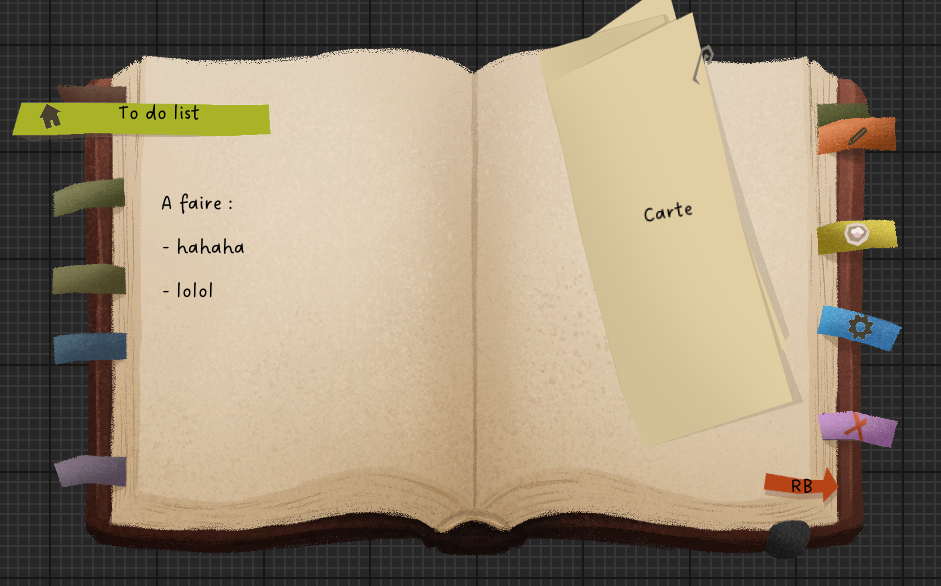 To do list
A faire :
- hahaha
- lolol
Carte
RB